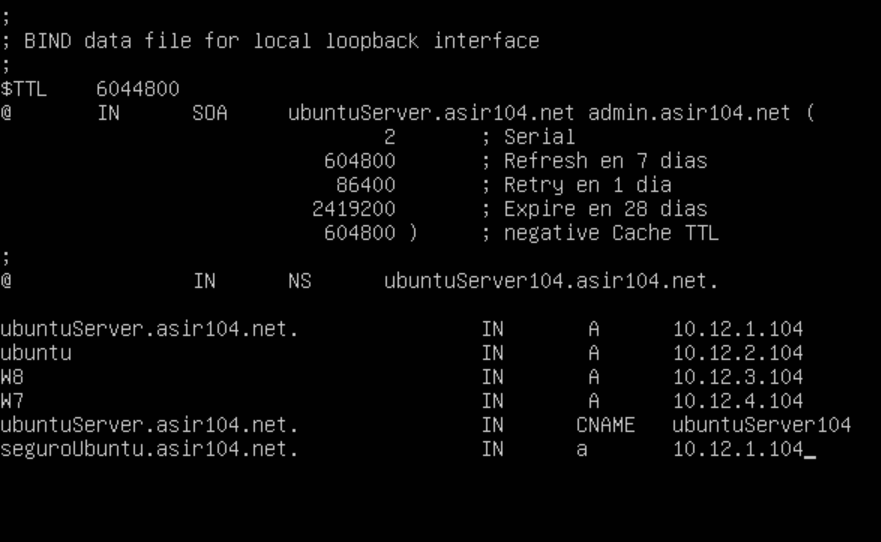 ;
; BIND data file for local loopback interface
;
$TTL 6044800
@ IN SOA ubuntuServer.asir104.net admin.asir104.net (
2 ; Serial
604800 ; Refresh en 7 dias
86400 ; Retry en 1 dia
2419200 ; Expire en 28 dias
604800 ) ; negative Cache TTL
;
@ IN NS ubuntuServer104.asir104.net.
ubuntuServer.asir104.net. IN A 10.12.1.104
ubuntu IN A 10.12.2.104
W8 IN A 10.12.3.104
W7 IN A 10.12.4.104
ubuntuServer.asir104.net. IN CNAME ubuntuServer104
seguroUbuntu.asir104.net. IN a 10.12.1.104_